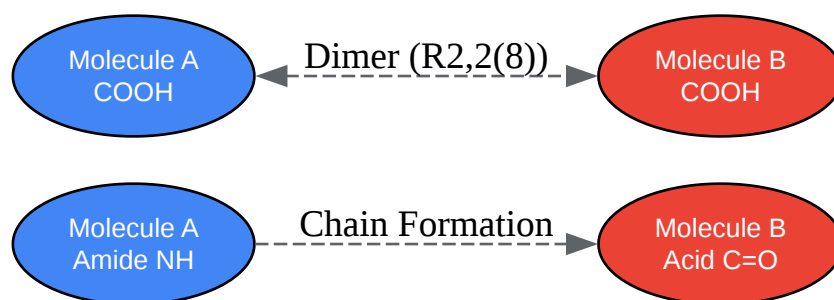 Molecule A
COOH
Dimer (R2,2(8))
Molecule B
COOH
Molecule A
Amide NH
Chain Formation
Molecule B
Acid C=O